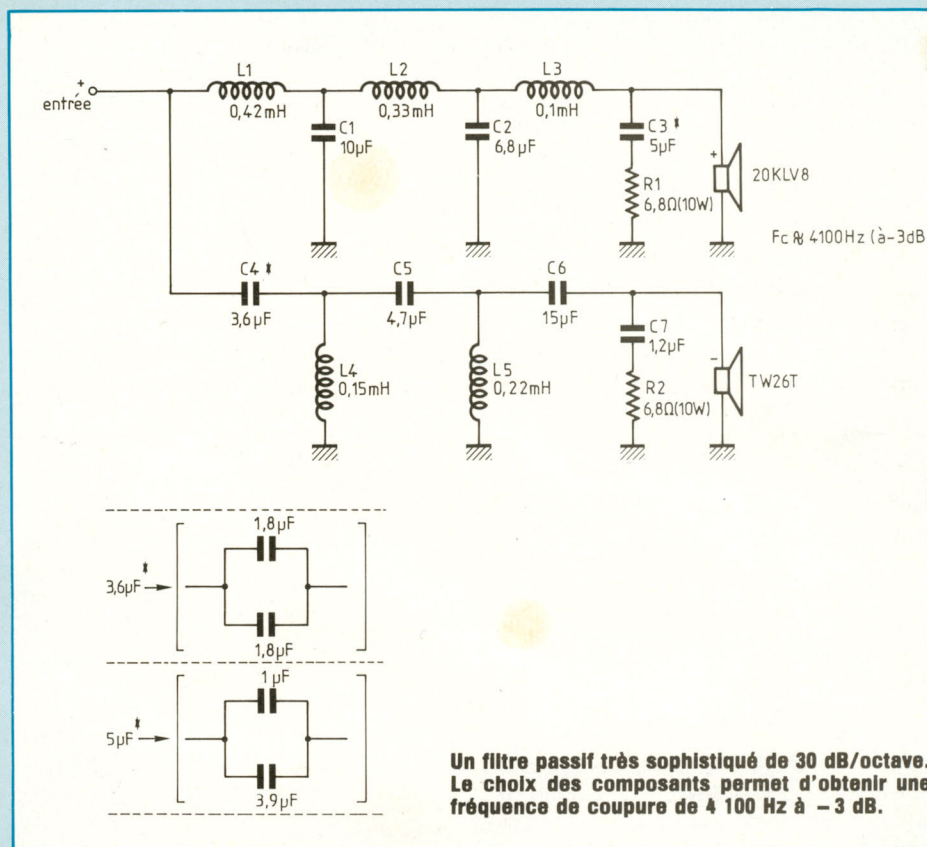 L1
L2
L3
+
entrée
0,42mH
0,33mH
0,1mH
C1
10µF
C2
6,8µF
C3 *
5µF
R1
6,8Ω(10W)
+
20KLV8
Fc ≈ 4100Hz (à-3dB
C4 *
3,6µF
C5
4,7µF
C6
15µF
C7
1,2µF
R2
6,8Ω(10W)
-
TW26T
L4
0,15mH
L5
0,22mH
1,8µF
3,6µF *
1,8µF
1µF
5µF *
3,9µF
Un filtre passif très sophistiqué de 30 dB/octave.
Le choix des composants permet d'obtenir une
fréquence de coupure de 4 100 Hz à – 3 dB.